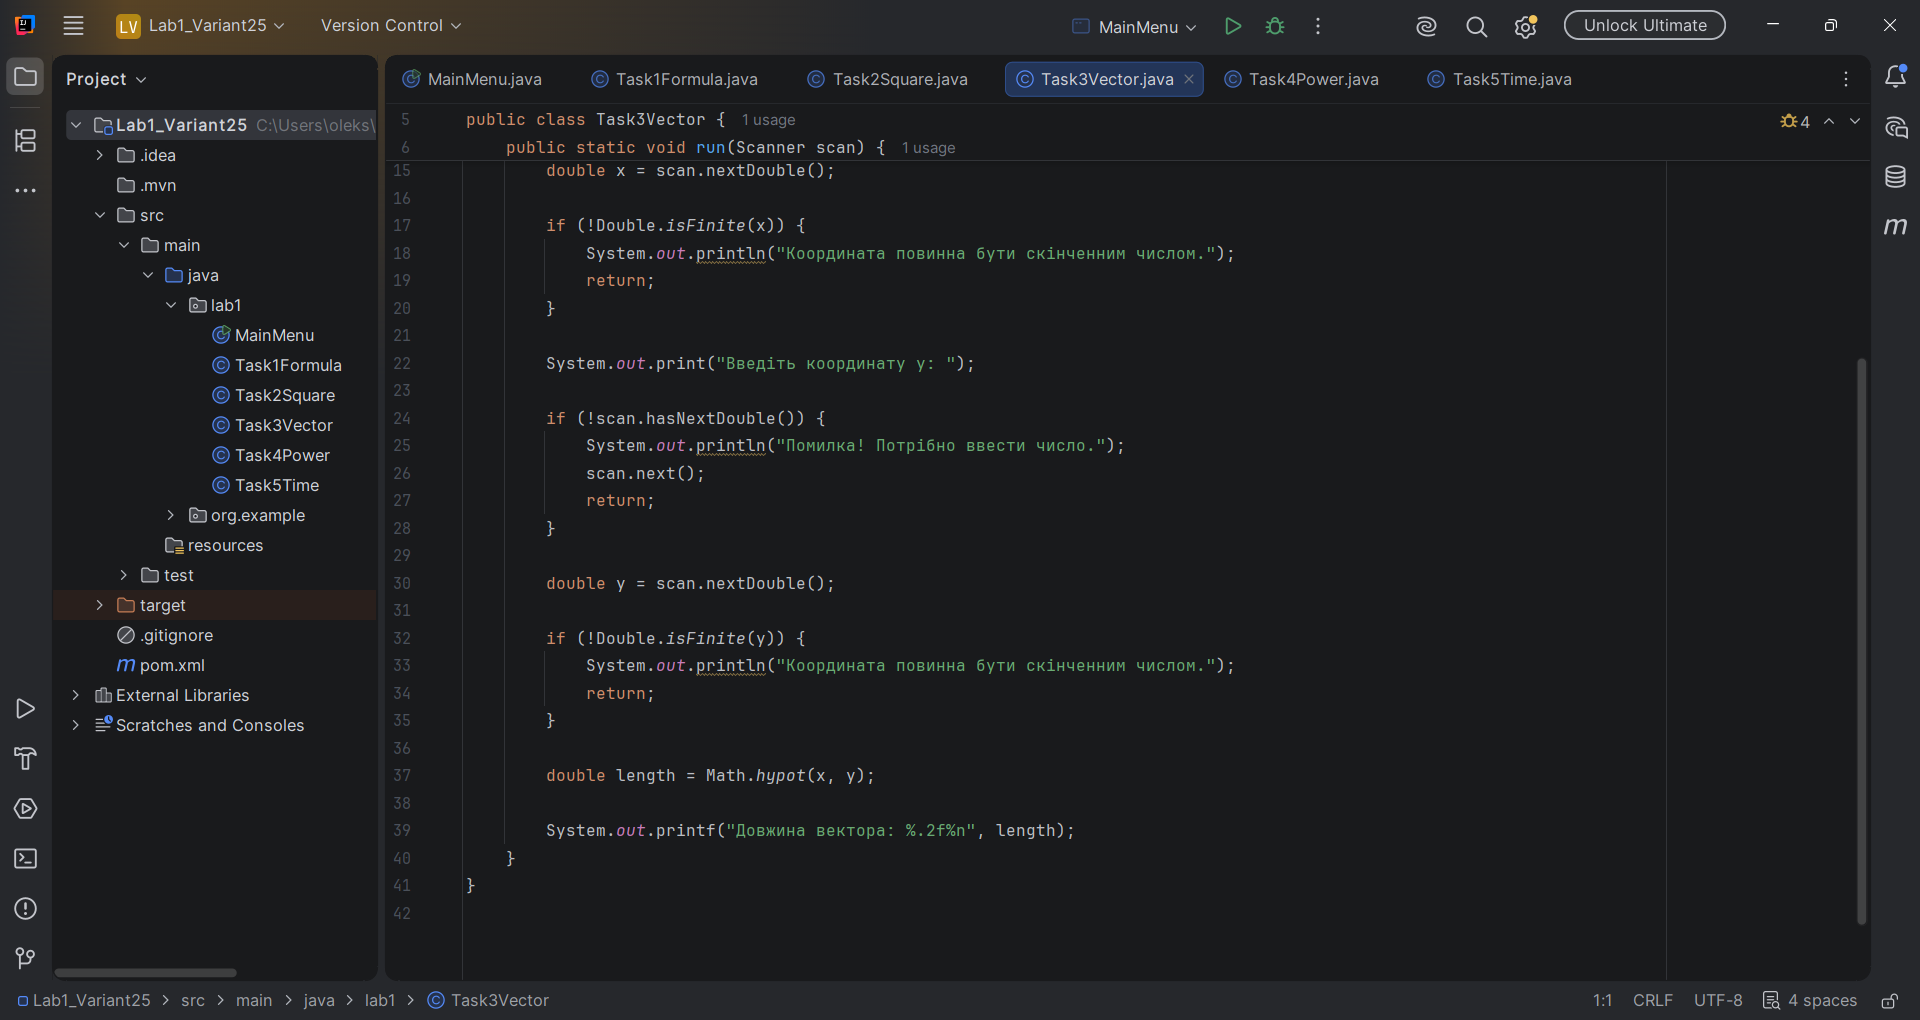 LV Lab1_Variant25 Version Control MainMenu Unlock Ultimate
Project
MainMenu.java Task1Formula.java Task2Square.java Task3Vector.java Task4Power.java Task5Time.java
Lab1_Variant25 C:\Users\oleks\
.idea
.mvn
src
main
java
lab1
MainMenu
Task1Formula
Task2Square
Task3Vector
Task4Power
Task5Time
org.example
resources
test
target
.gitignore
m pom.xml
External Libraries
Scratches and Consoles
4
5 public class Task3Vector { 1 usage
6 public static void run(Scanner scan) { 1 usage
15 double x = scan.nextDouble();
16
17 if (!Double.isFinite(x)) {
18 System.out.println("Координата повинна бути скінченним числом.");
19 return;
20 }
21
22 System.out.print("Введіть координату y: ");
23
24 if (!scan.hasNextDouble()) {
25 System.out.println("Помилка! Потрібно ввести число.");
26 scan.next();
27 return;
28 }
29
30 double y = scan.nextDouble();
31
32 if (!Double.isFinite(y)) {
33 System.out.println("Координата повинна бути скінченним числом.");
34 return;
35 }
36
37 double length = Math.hypot(x, y);
38
39 System.out.printf("Довжина вектора: %.2f%n", length);
40 }
41 }
42
m
Lab1_Variant25 > src > main > java > lab1 > Task3Vector 1:1 CRLF UTF-8 4 spaces